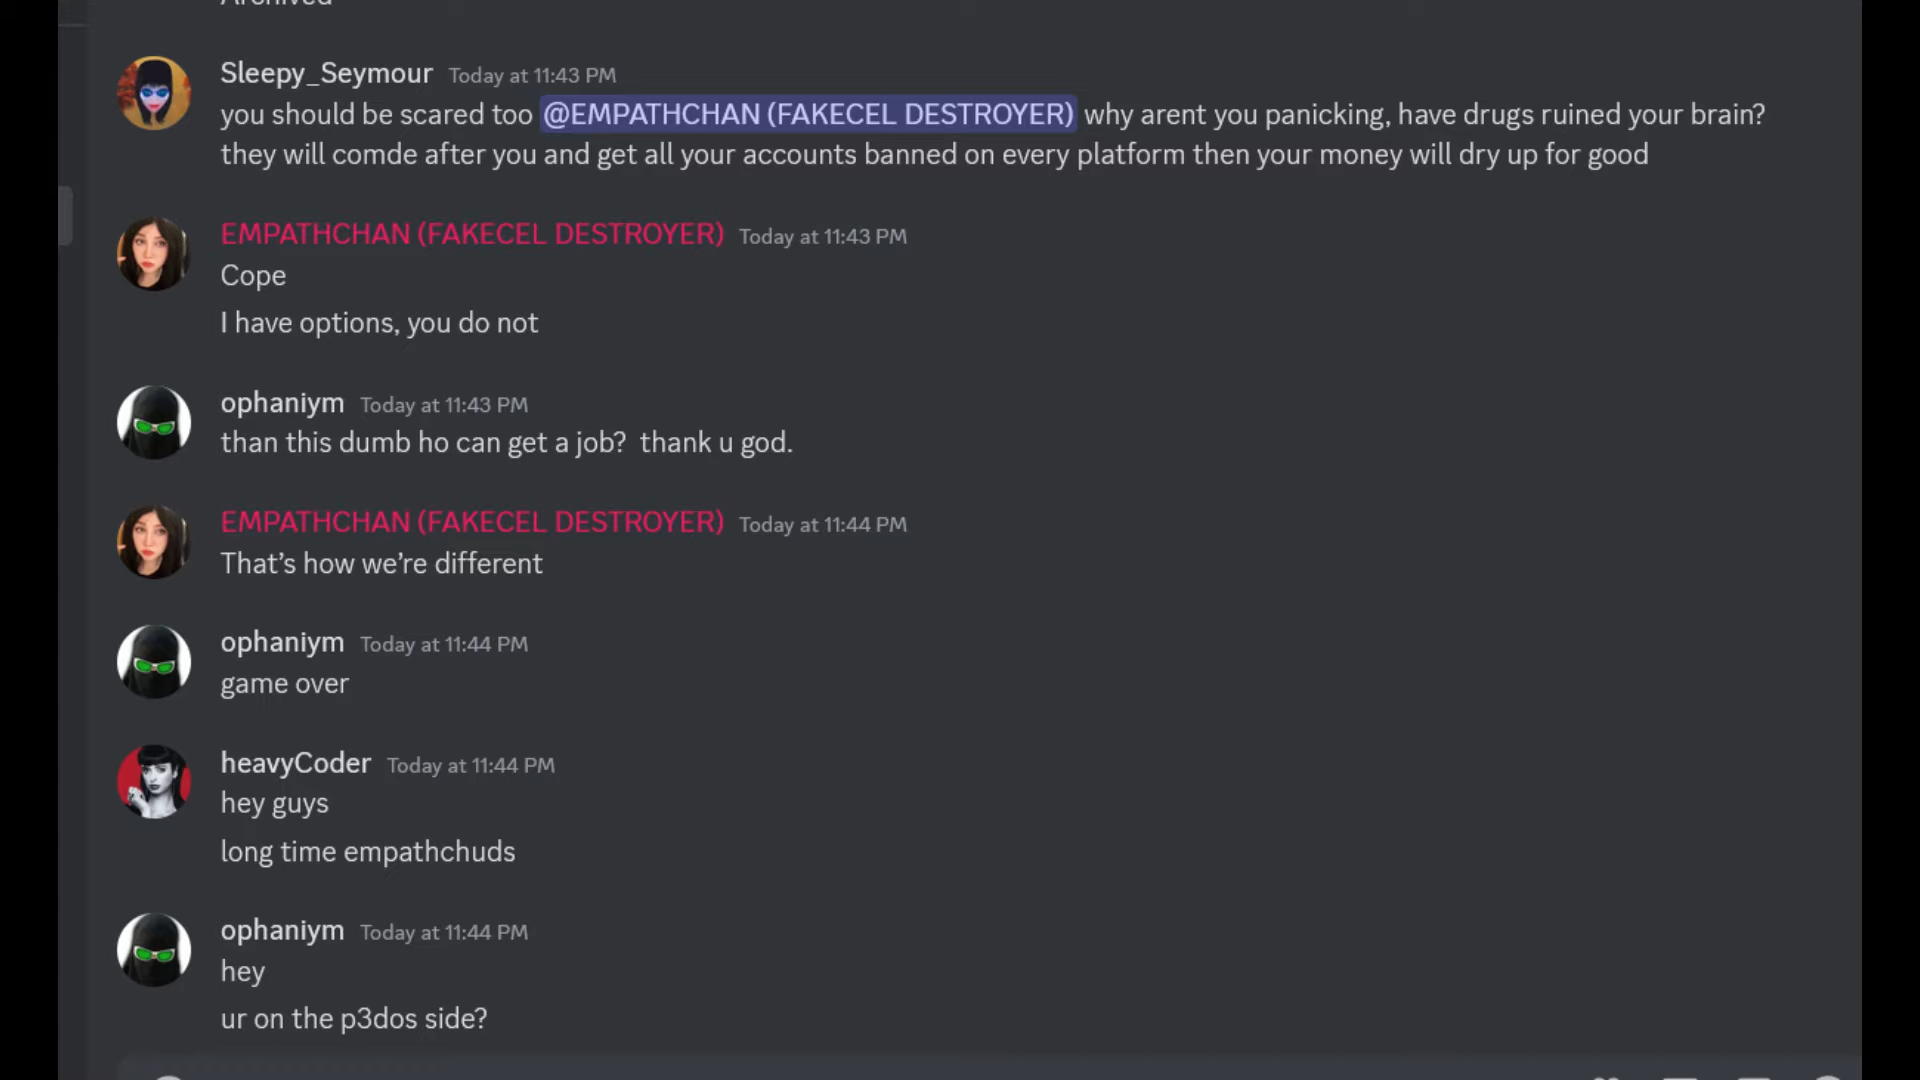 Archived
Sleepy_Seymour Today at 11:43 PM
you should be scared too @EMPATHCHAN (FAKECEL DESTROYER) why arent you panicking, have drugs ruined your brain?
they will comde after you and get all your accounts banned on every platform then your money will dry up for good
EMPATHCHAN (FAKECEL DESTROYER) Today at 11:43 PM
Cope
I have options, you do not
ophaniym Today at 11:43 PM
than this dumb ho can get a job?  thank u god.
EMPATHCHAN (FAKECEL DESTROYER) Today at 11:44 PM
That’s how we’re different
ophaniym Today at 11:44 PM
game over
heavyCoder Today at 11:44 PM
hey guys
long time empathchuds
ophaniym Today at 11:44 PM
hey
ur on the p3dos side?